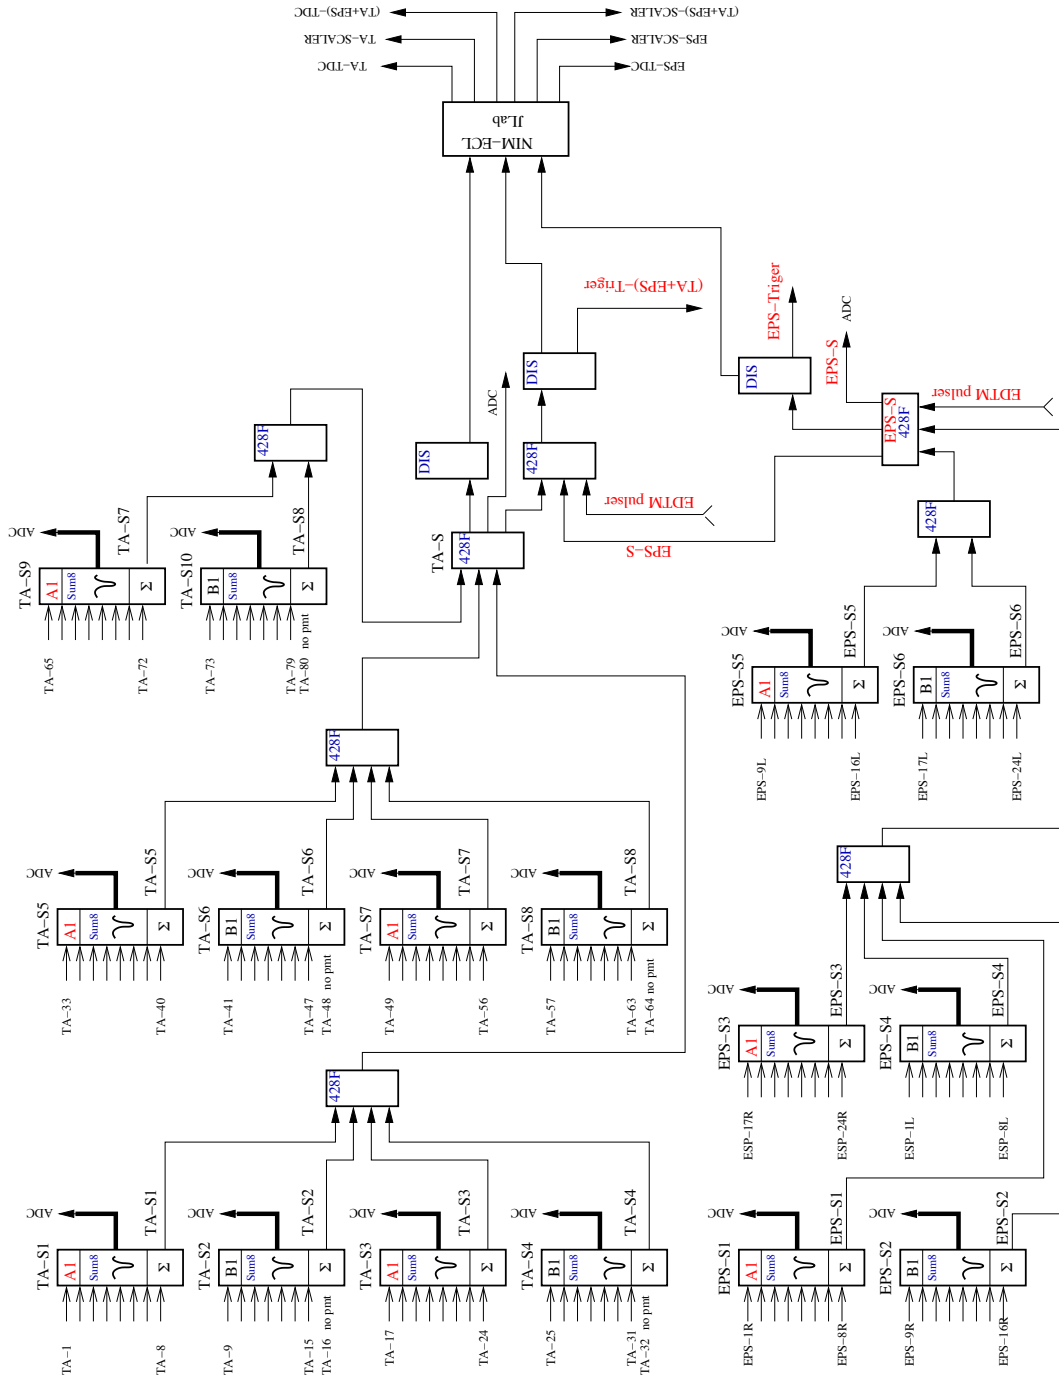 (TA+EPS)−TDC
TA−SCALER
TA−TDC
(TA+EPS)−SCALER
EPS−SCALER
EPS−TDC
NIM−ECL
JLab
(TA+EPS)−Triger
EPS−Triger
EPS−S
ADC
DIS
DIS
DIS
ADC
EPS−S
428F
EDTM pulser
428F
EDTM pulser
EPS−S
TA−S
428F
428F
TA−S9
A1
Sum8
Σ
ADC
TA−S7
TA−65
TA−72
TA−S10
B1
Sum8
Σ
ADC
TA−S8
TA−73
TA−79
TA−80 no pmt
428F
TA−S5
A1
Sum8
Σ
ADC
TA−S5
TA−33
TA−40
TA−S6
B1
Sum8
Σ
ADC
TA−S6
TA−41
TA−47
TA−48 no pmt
TA−S7
A1
Sum8
Σ
ADC
TA−S7
TA−49
TA−56
TA−S8
B1
Sum8
Σ
ADC
TA−S8
TA−57
TA−63
TA−64 no pmt
428F
TA−S1
A1
Sum8
Σ
ADC
TA−S1
TA−1
TA−8
TA−S2
B1
Sum8
Σ
ADC
TA−S2
TA−9
TA−15
TA−16 no pmt
TA−S3
A1
Sum8
Σ
ADC
TA−S3
TA−17
TA−24
TA−S4
B1
Sum8
Σ
ADC
TA−S4
TA−25
TA−31
TA−32 no pmt
428F
EPS−S5
A1
Sum8
Σ
ADC
EPS−S5
EPS−9L
EPS−16L
EPS−S6
B1
Sum8
Σ
ADC
EPS−S6
EPS−17L
EPS−24L
428F
EPS−S3
A1
Sum8
Σ
ADC
EPS−S3
ESP−17R
ESP−24R
EPS−S4
B1
Sum8
Σ
ADC
EPS−S4
ESP−1L
ESP−8L
EPS−S1
A1
Sum8
Σ
ADC
EPS−S1
EPS−1R
EPS−8R
EPS−S2
B1
Sum8
Σ
ADC
EPS−S2
EPS−9R
EPS−16R